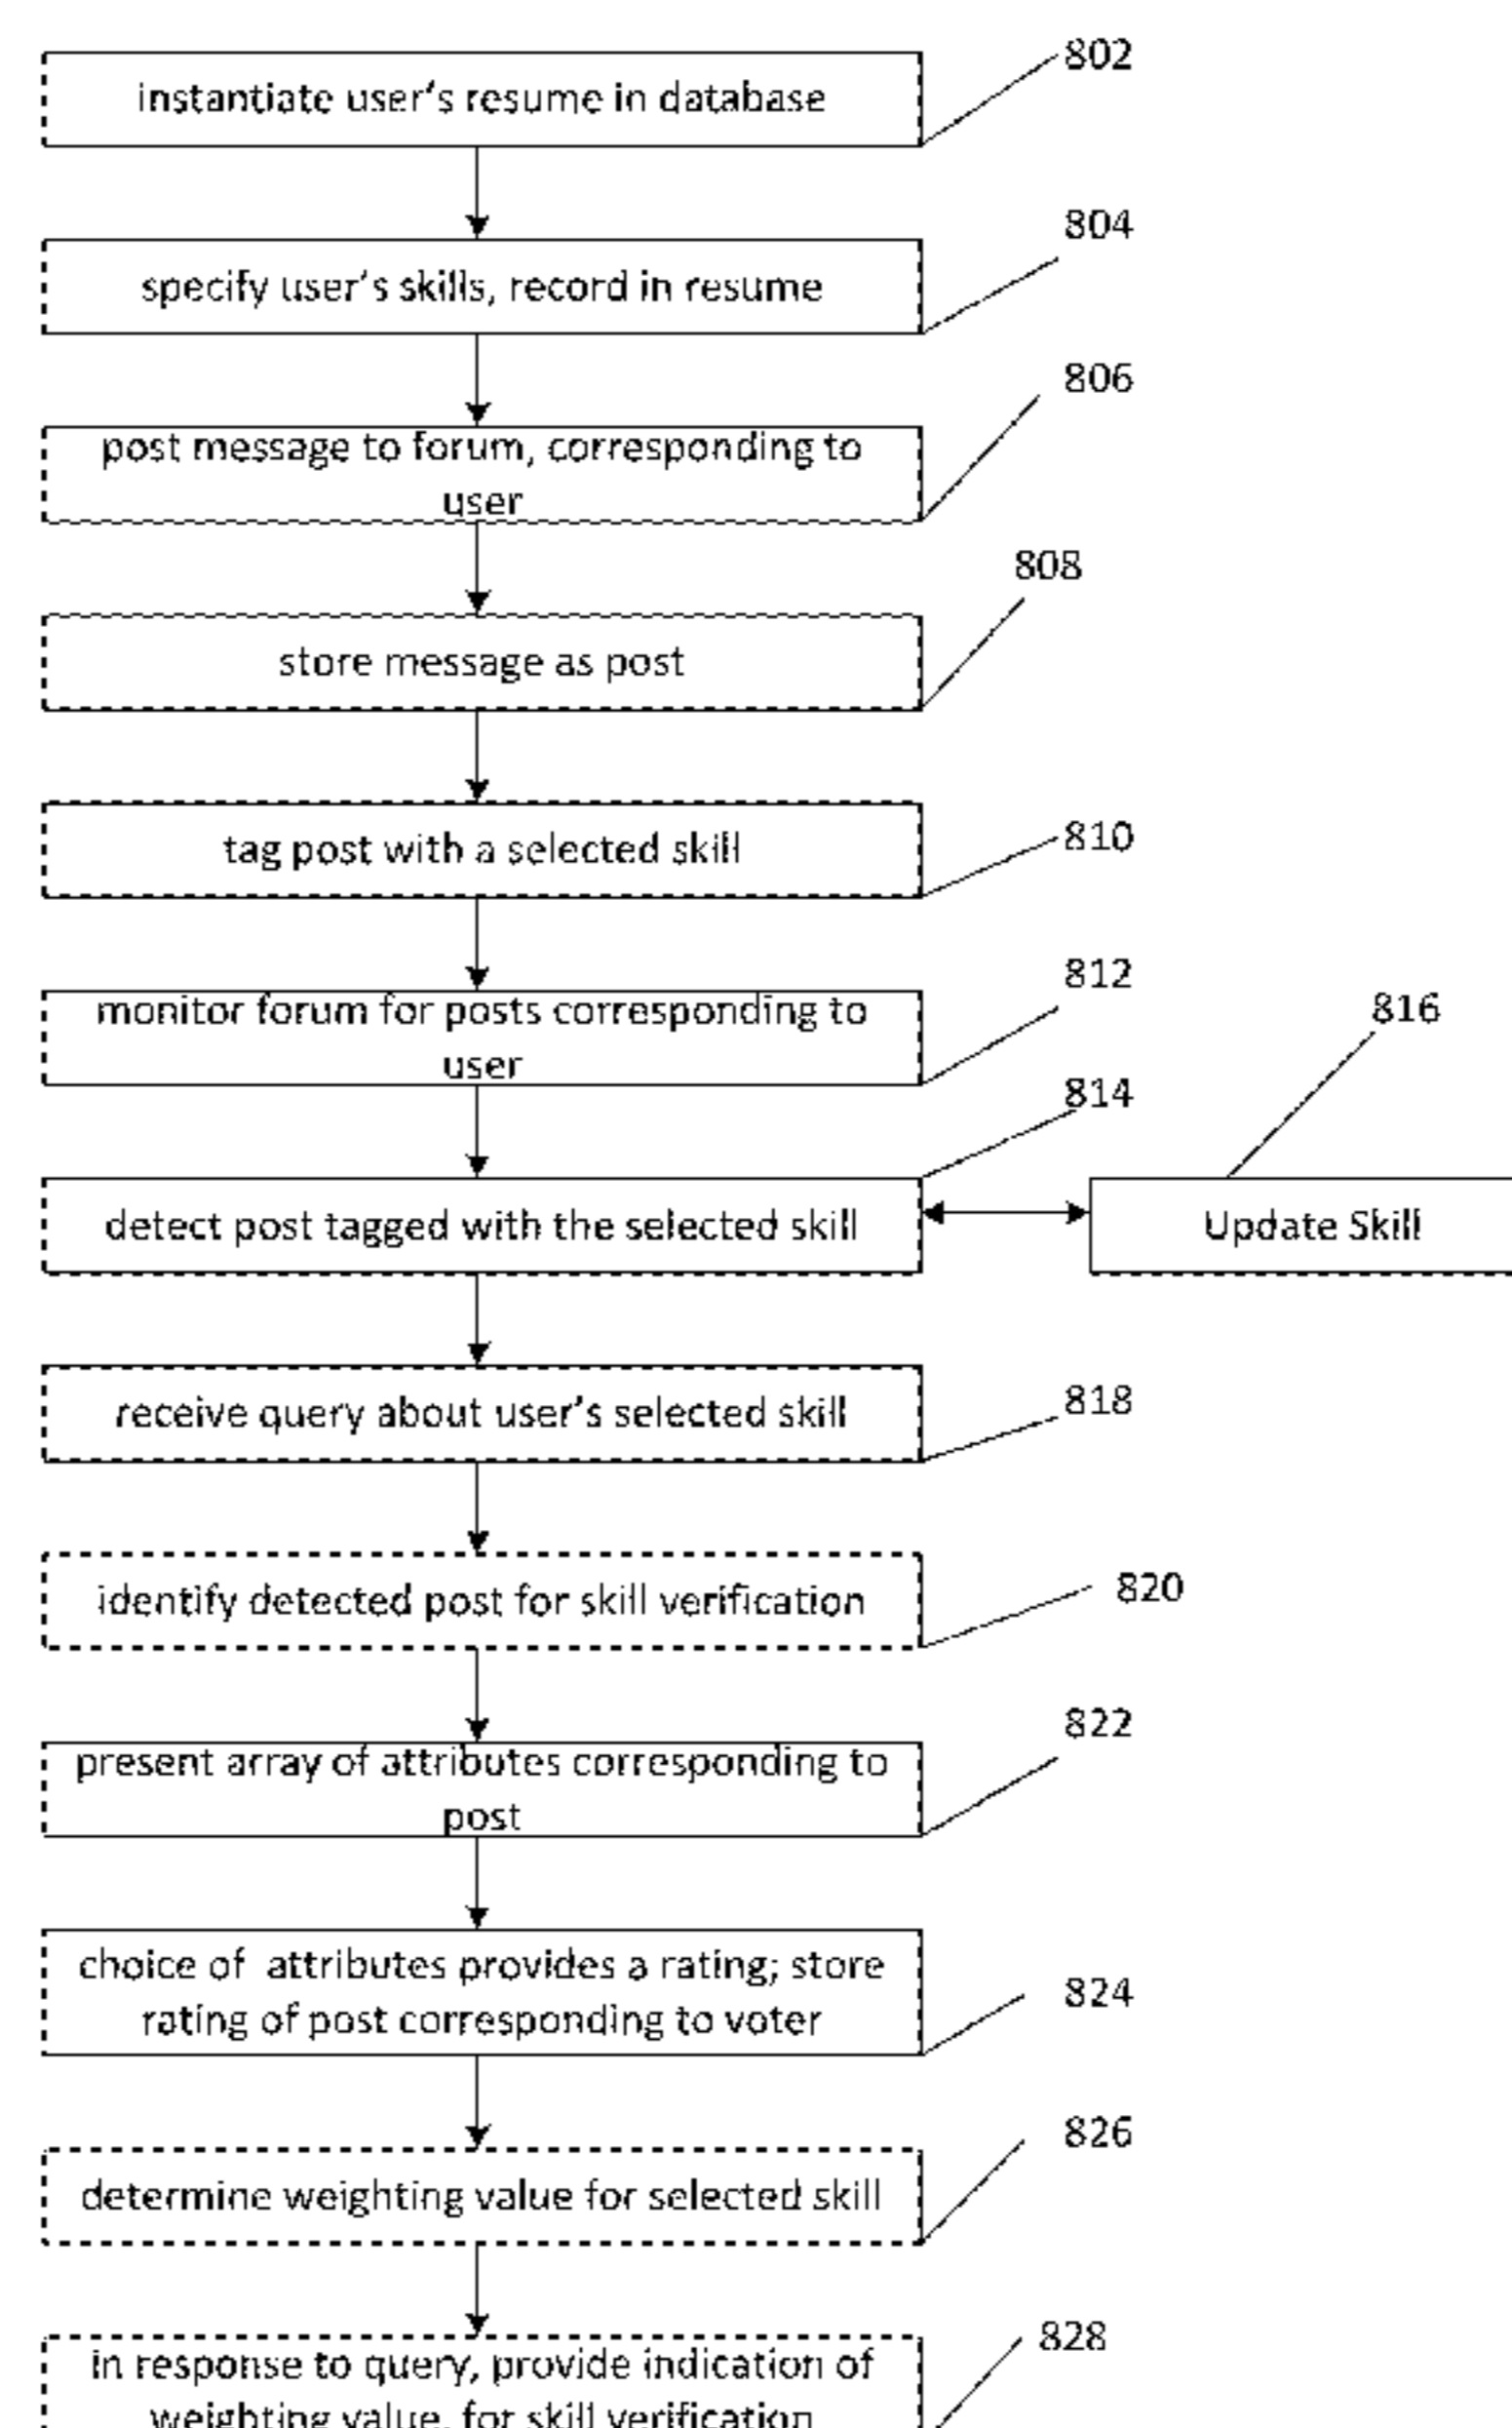 802
instantiate user's resume in database
804
specify user's skills, record in resume
806
post message to forum, corresponding to
user
808
store message as post
810
tag post with a selected skill
812
monitor forum for posts corresponding to
user
816
814
detect post tagged with the selected skill
Update Skill
818
receive query about user's selected skill
820
identify detected post for skill verification
822
present array of attributes corresponding to
post
824
choice of attributes provides a rating; store
rating of post corresponding to voter
826
determine weighting value for selected skill
828
in response to query, provide indication of
weighting value, for skill verification